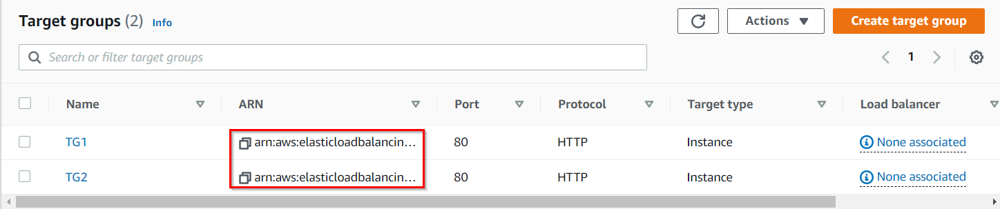 Target groups (2) Info Actions Create target group
Search or filter target groups 1
Name ARN Port Protocol Target type Load balancer
TG1 arn:aws:elasticloadbalancin... 80 HTTP Instance None associated
TG2 arn:aws:elasticloadbalancin... 80 HTTP Instance None associated